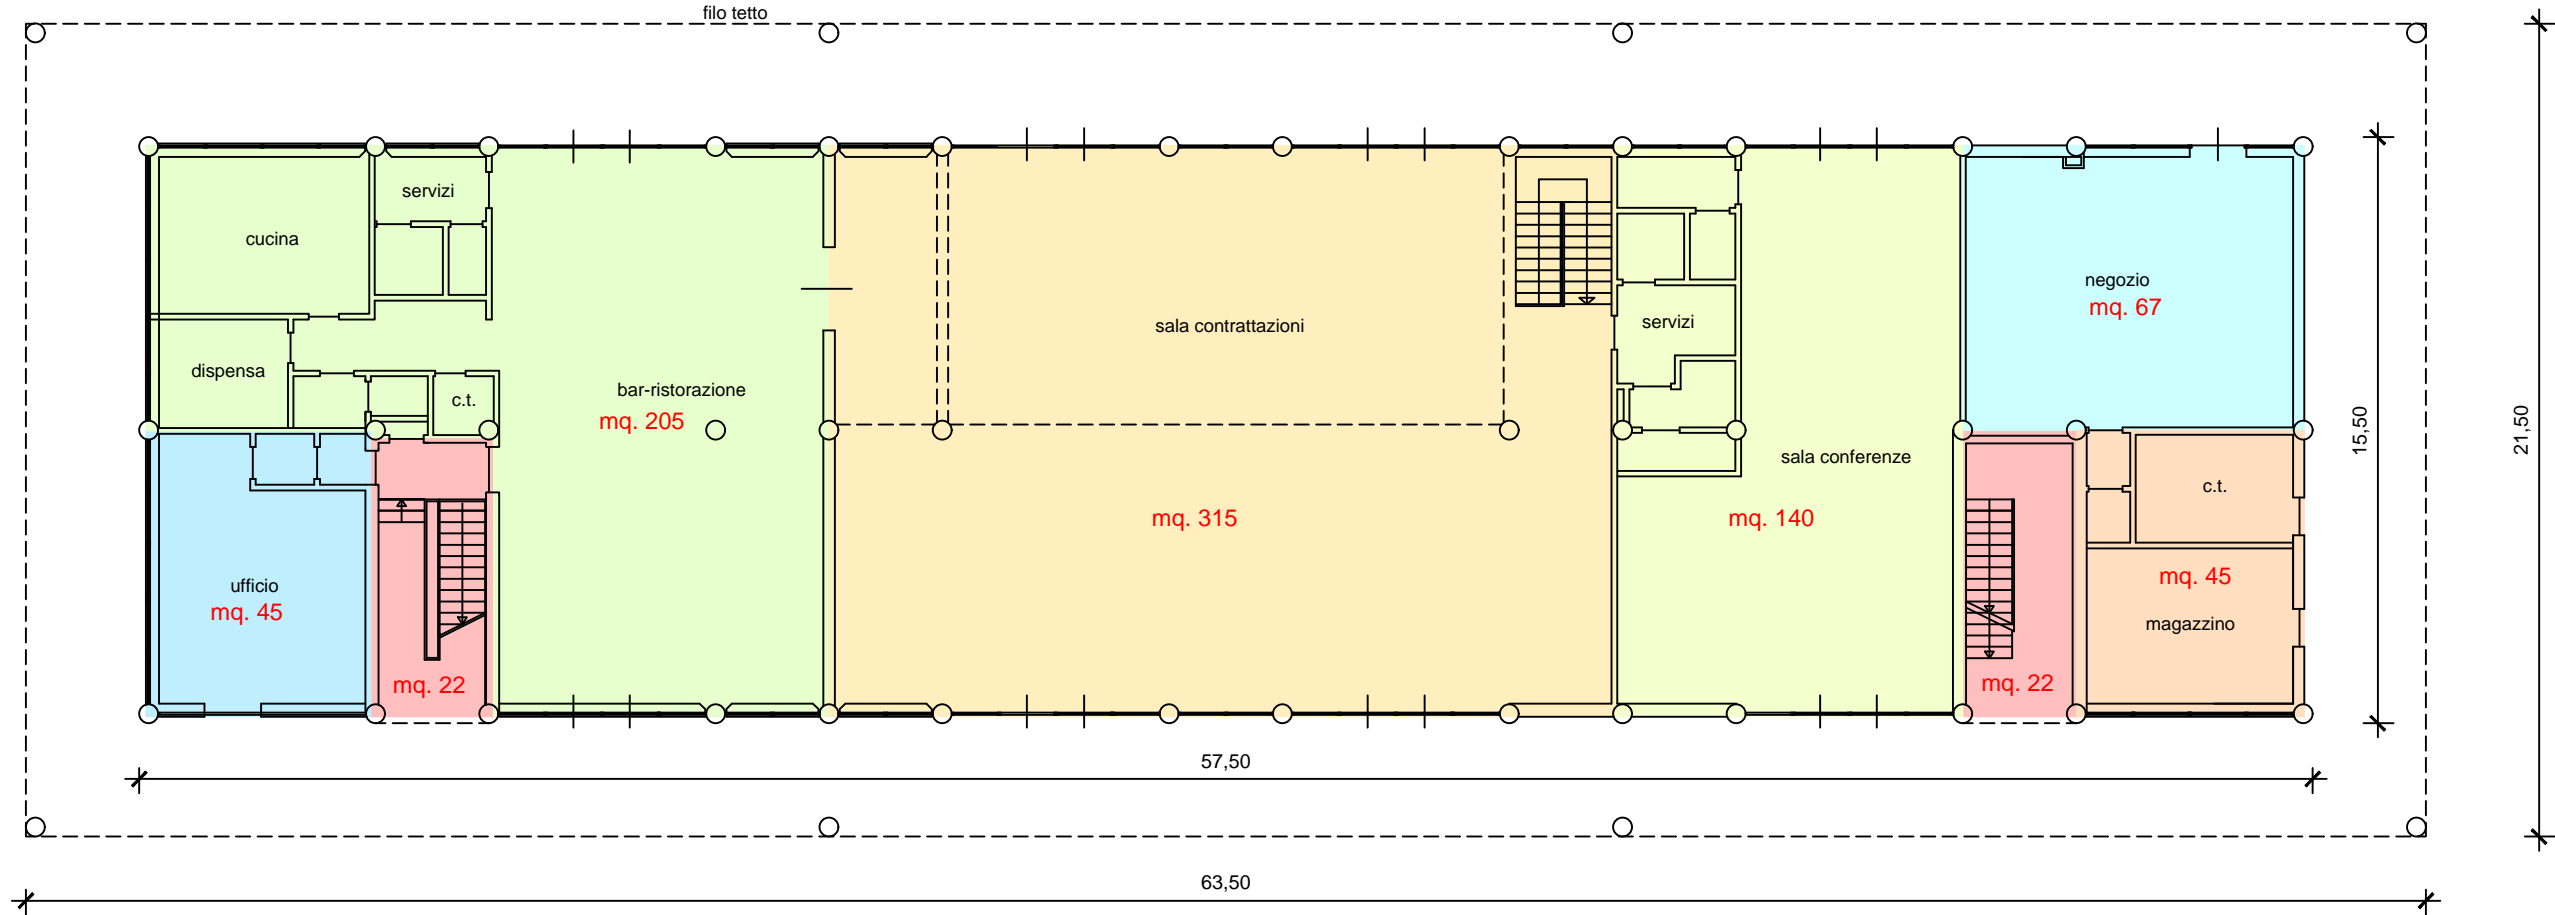 filo tetto
servizi
cucina
negozio
mq. 67
sala contrattazioni
servizi
dispensa
bar-ristorazione
c.t.
mq. 205
15,50
21,50
sala conferenze
c.t.
mq. 315
mq. 140
ufficio
mq. 45
mq. 45
magazzino
mq. 22
mq. 22
57,50
63,50